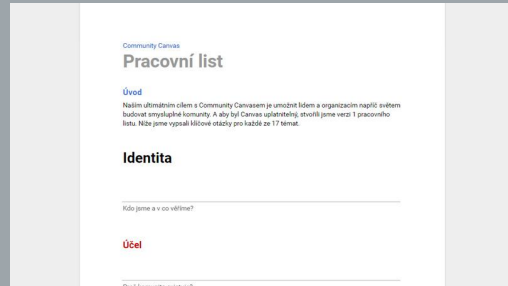 Community Canvas
Pracovní list
Úvod
Naším ultimátním cílem s Community Canvasem je umožnit lidem a organizacím napříč světem
budovat smysluplné komunity. A aby byl Canvas uplatnitelný, stvořili jsme verzi 1 pracovního
listu. Níže jsme vypsali klíčové otázky pro každé ze 17 témat.
Identita
Kdo jsme a v co věříme?
Účel